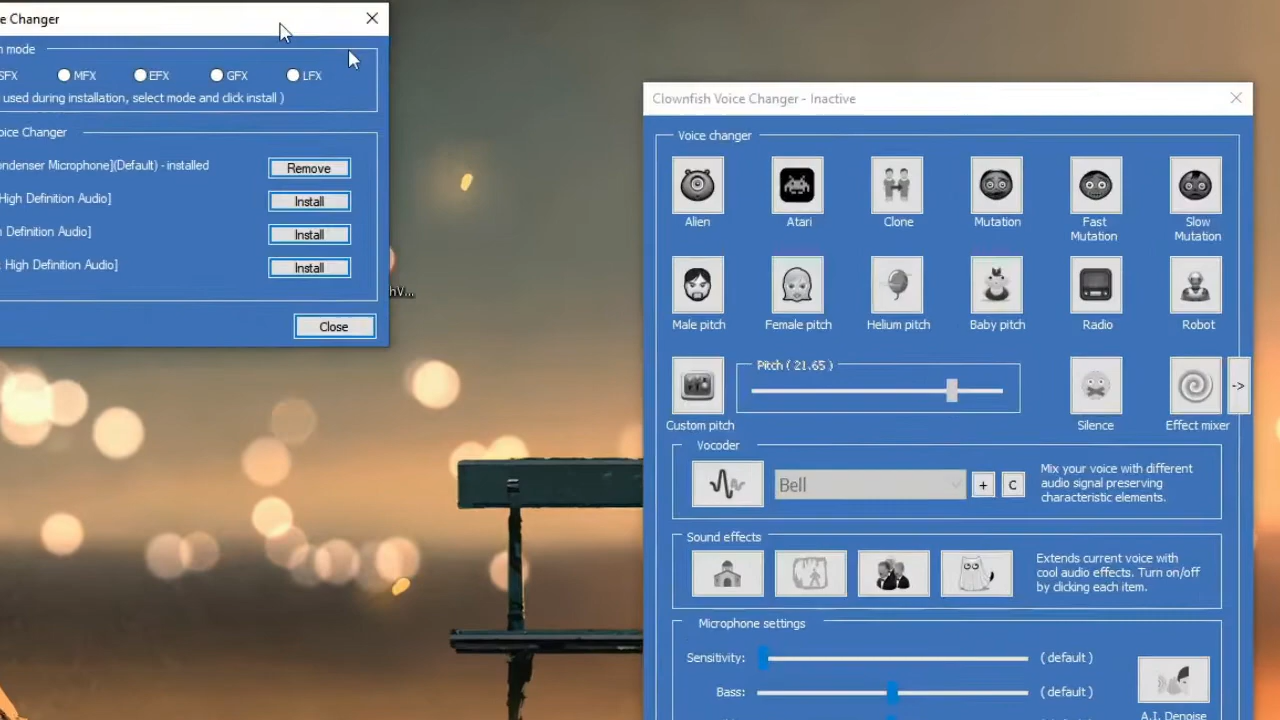 e Changer
n mode
SFX
MFX
EFX
GFX
LFX
used during installation, select mode and click install )
oice Changer
ondenser Microphone](Default) - installed
Remove
High Definition Audio]
Install
h Definition Audio]
Install
: High Definition Audio]
Install
Close
hV...
Clownfish Voice Changer - Inactive
Voice changer
Alien
Atari
Clone
Mutation
Fast
Mutation
Slow
Mutation
Male pitch
Female pitch
Helium pitch
Baby pitch
Radio
Robot
Custom pitch
Pitch ( 21.65 )
Silence
Effect mixer
->
Vocoder
Bell
+
C
Mix your voice with different
audio signal preserving
characteristic elements.
Sound effects
Extends current voice with
cool audio effects. Turn on/off
by clicking each item.
Microphone settings
Sensitivity:
( default )
Bass:
( default )
A.I. Denoise